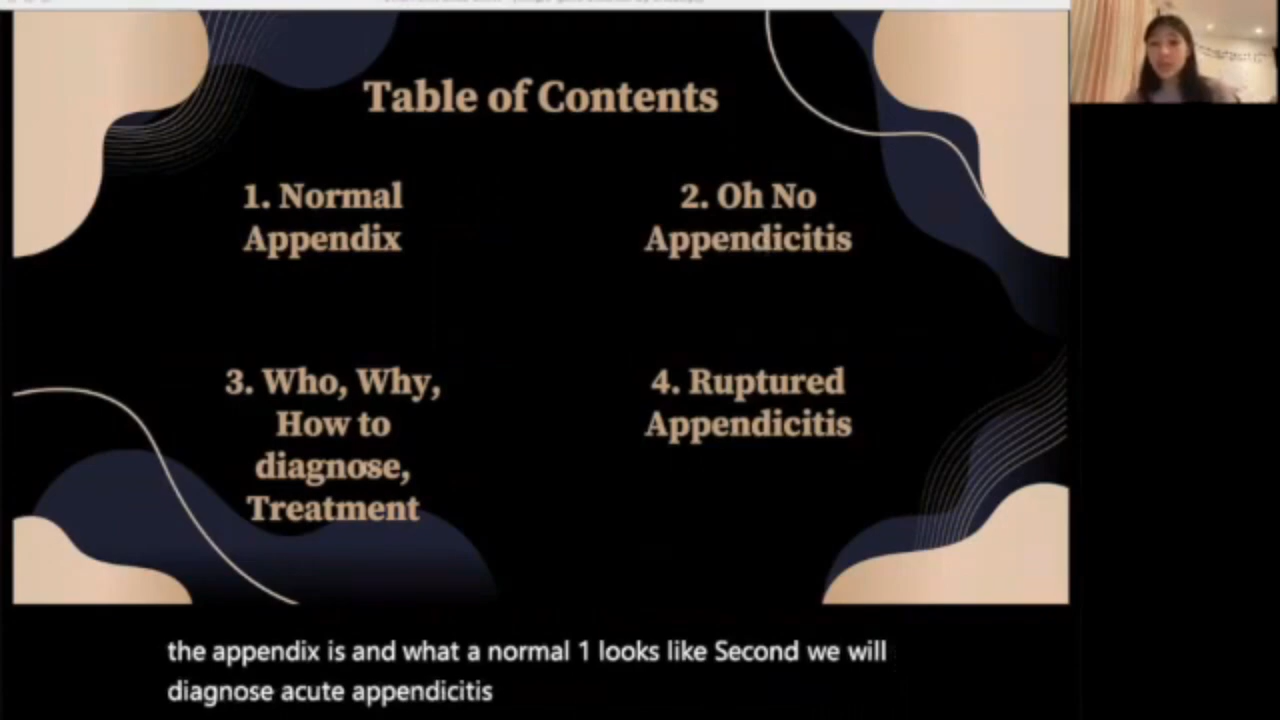 Table of Contents
1. Normal
Appendix
2. Oh No
Appendicitis
3. Who, Why,
How to
diagnose,
Treatment
4. Ruptured
Appendicitis
the appendix is and what a normal 1 looks like Second we will
diagnose acute appendicitis